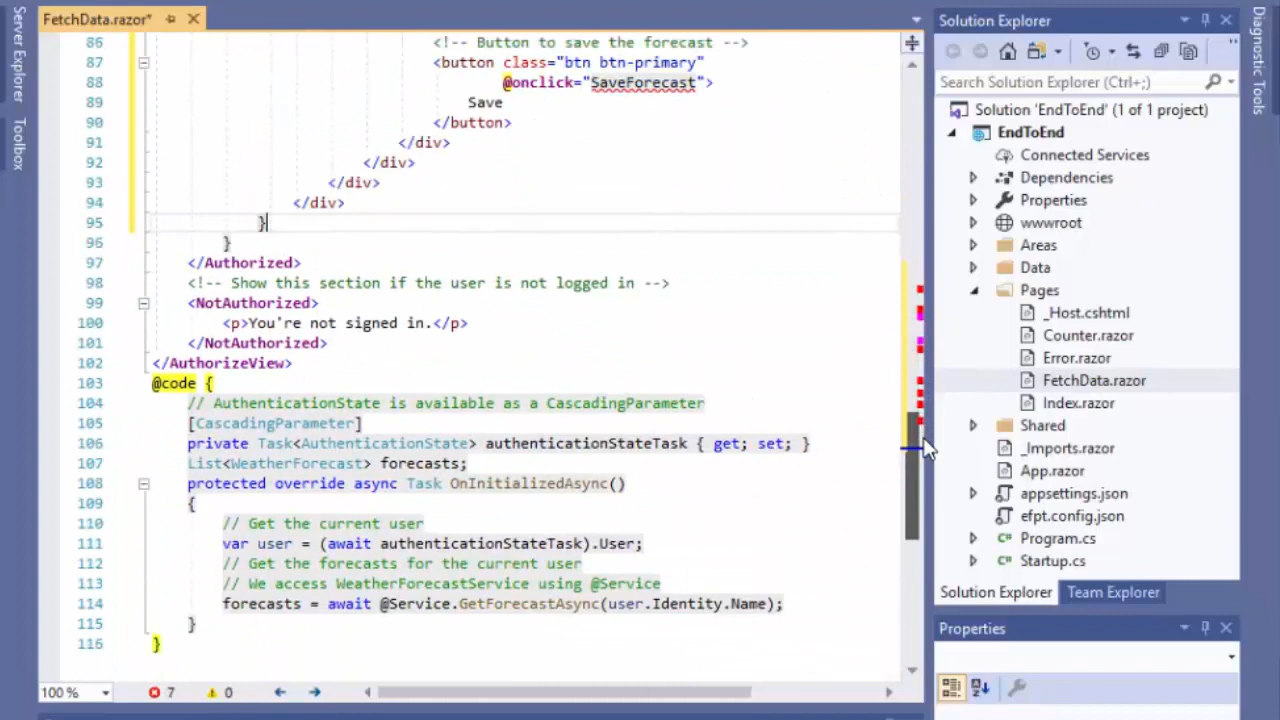 Server Explorer
Toolbox
FetchData.razor*
86 <!-- Button to save the forecast -->
87 <button class="btn btn-primary"
88 @onclick="SaveForecast">
89 Save
90 </button>
91 </div>
92 </div>
93 </div>
94 </div>
95 }
96 }
97 </Authorized>
98 <!-- Show this section if the user is not logged in -->
99 <NotAuthorized>
100 <p>You're not signed in.</p>
101 </NotAuthorized>
102 </AuthorizeView>
103 @code {
104 // AuthenticationState is available as a CascadingParameter
105 [CascadingParameter]
106 private Task<AuthenticationState> authenticationStateTask { get; set; }
107 List<WeatherForecast> forecasts;
108 protected override async Task OnInitializedAsync()
109 {
110 // Get the current user
111 var user = (await authenticationStateTask).User;
112 // Get the forecasts for the current user
113 // We access WeatherForecastService using @Service
114 forecasts = await @Service.GetForecastAsync(user.Identity.Name);
115 }
116 }
100 %
7
0
Solution Explorer
Search Solution Explorer (Ctrl+;)
Solution 'EndToEnd' (1 of 1 project)
EndToEnd
Connected Services
Dependencies
Properties
wwwroot
Areas
Data
Pages
_Host.cshtml
Counter.razor
Error.razor
FetchData.razor
Index.razor
Shared
_Imports.razor
App.razor
appsettings.json
efpt.config.json
C# Program.cs
C# Startup.cs
Solution Explorer
Team Explorer
Properties
Diagnostic Tools